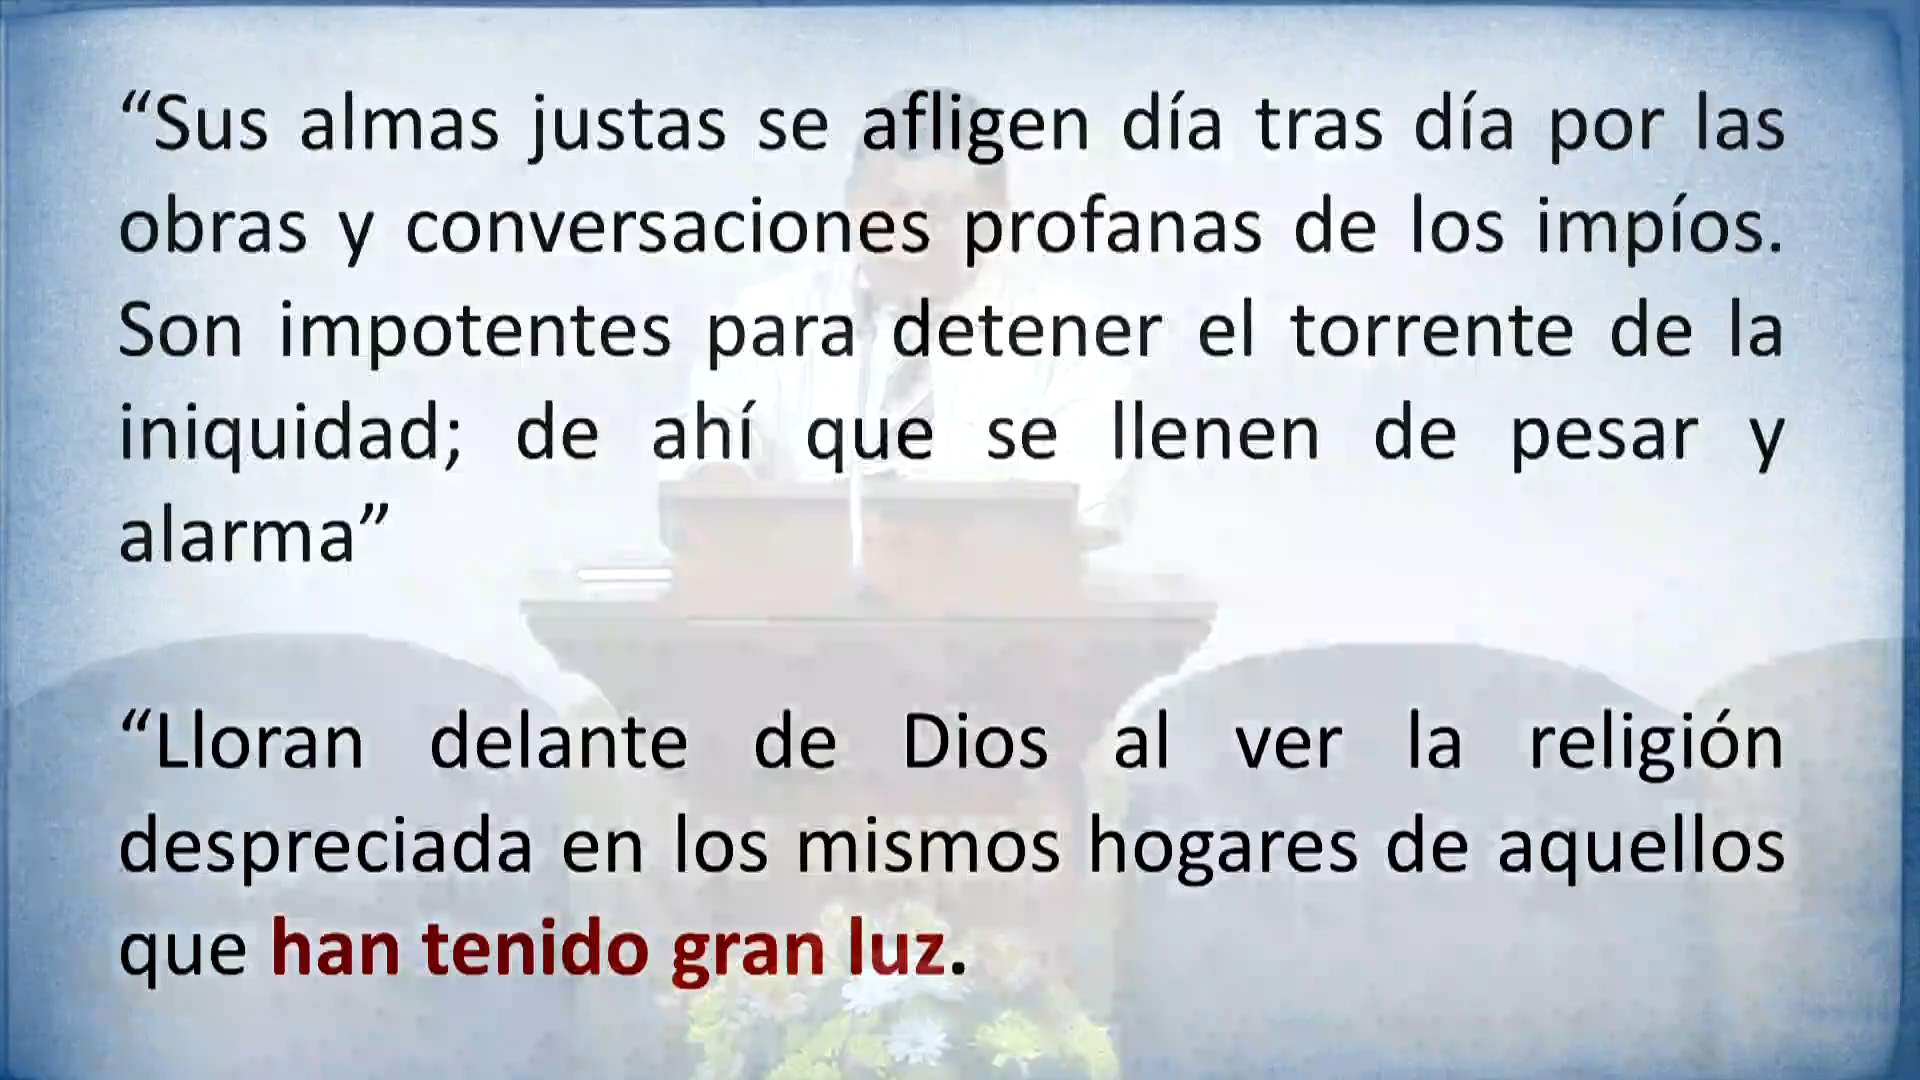 “Sus almas justas se afligen día tras día por las
obras y conversaciones profanas de los impíos.
Son impotentes para detener el torrente de la
iniquidad; de ahí que se llenen de pesar y
alarma”
“Lloran delante de Dios al ver la religión
despreciada en los mismos hogares de aquellos
que han tenido gran luz.